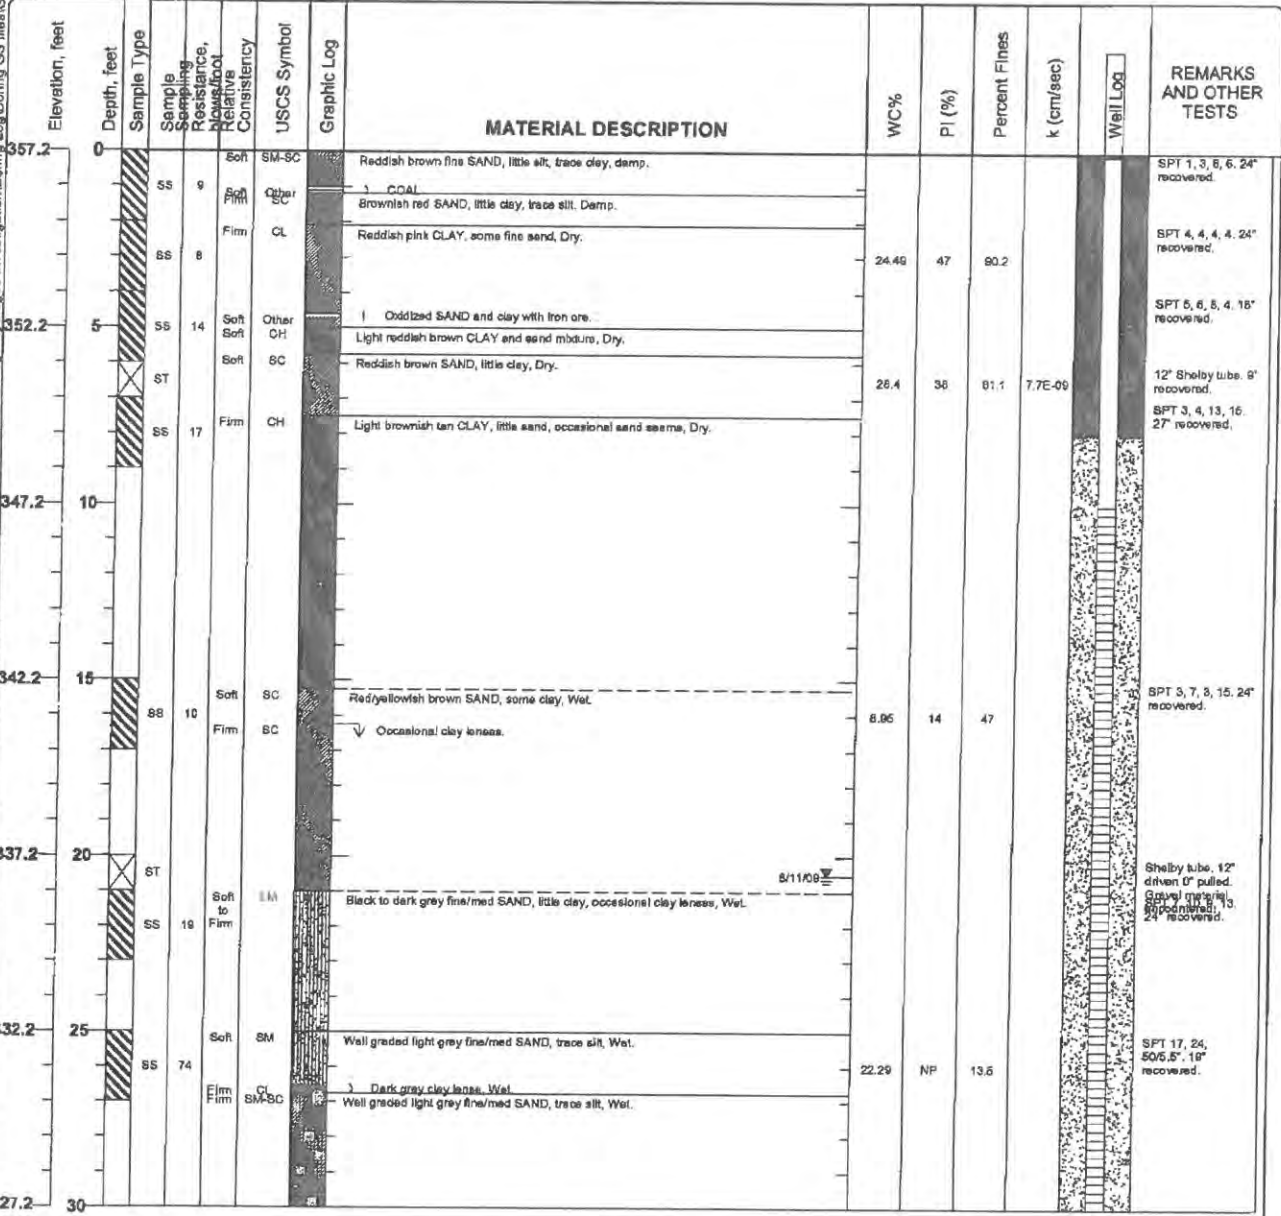 Elevation, feet
Depth, feet
Sample Type
Sample
Sampling
Resistance,
blows/foot
Relative
Consistency
USCS Symbol
Graphic Log
MATERIAL DESCRIPTION
WC%
PI (%)
Percent Fines
k (cm/sec)
Well Log
REMARKS
AND OTHER
TESTS
357.2 0
Soft SM-SC Reddish brown fine SAND, little silt, trace clay, damp.
SPT 1, 3, 6, 6. 24"
recovered.
SS 9
Soft Other COAL
Firm SC Brownish red SAND, little clay, trace silt. Damp.
Firm CL Reddish pink CLAY, some fine sand, Dry.
SPT 4, 4, 4, 4. 24"
recovered.
SS 8
24.49 47 90.2
352.2 5
SS 14
Soft Other Oxidized SAND and clay with iron ore.
SPT 5, 6, 8, 4. 18"
recovered.
Soft CH Light reddish brown CLAY and sand mixture, Dry.
Soft SC Reddish brown SAND, little clay, Dry.
ST
28.4 38 81.1 7.7E-09
12" Shelby tube. 9"
recovered.
Firm CH Light brownish tan CLAY, little sand, occasional sand seams, Dry.
SS 17
SPT 3, 4, 13, 16.
27" recovered.
347.2 10
342.2 15
Soft SC Red/yellowish brown SAND, some clay, Wet.
SS 10
8.95 14 47
SPT 3, 7, 3, 15. 24"
recovered.
Firm SC Occasional clay lenses.
337.2 20
ST
8/11/09
Shelby tube. 12"
driven 0" pulled.
Gravel material
encountered.
24" recovered.
Soft
to
Firm
Black to dark grey fine/med SAND, little clay, occasional clay lenses, Wet.
SS 19
332.2 25
Soft SM Well graded light grey fine/med SAND, trace silt, Wet.
SS 74
22.29 NP 13.5
SPT 17, 24,
50/5.5". 19"
recovered.
Firm CL Dark grey clay lense, Wet.
Firm SM-SC Well graded light grey fine/med SAND, trace silt, Wet.
27.2 30